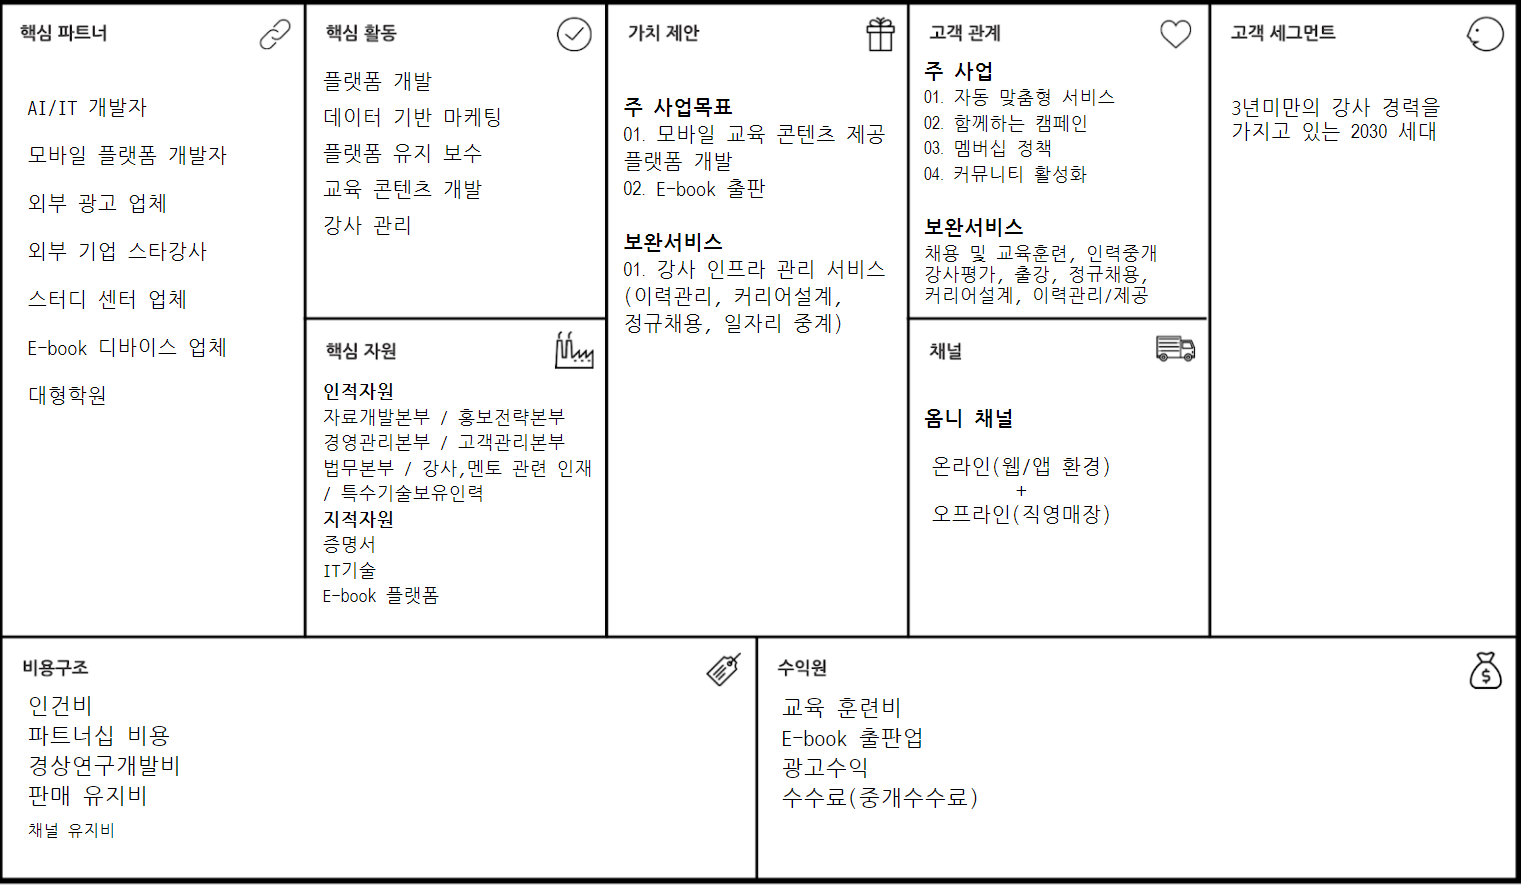 핵심 파트너
AI/IT 개발자
모바일 플랫폼 개발자
외부 광고 업체
외부 기업 스타강사
스터디 센터 업체
E-book 디바이스 업체
대형학원
핵심 활동
플랫폼 개발
데이터 기반 마케팅
플랫폼 유지 보수
교육 콘텐츠 개발
강사 관리
핵심 자원
인적자원
자료개발본부 / 홍보전략본부
경영관리본부 / 고객관리본부
법무본부 / 강사,멘토 관련 인재
/ 특수기술보유인력
지적자원
증명서
IT기술
E-book 플랫폼
가치 제안
주 사업목표
01. 모바일 교육 콘텐츠 제공
플랫폼 개발
02. E-book 출판
보완서비스
01. 강사 인프라 관리 서비스
(이력관리, 커리어설계,
정규채용, 일자리 중계)
고객 관계
주 사업
01. 자동 맞춤형 서비스
02. 함께하는 캠페인
03. 멤버십 정책
04. 커뮤니티 활성화
보완서비스
채용 및 교육훈련, 인력중개
강사평가, 출강, 정규채용,
커리어설계, 이력관리/제공
채널
옴니 채널
온라인(웹/앱 환경)
+
오프라인(직영매장)
고객 세그먼트
3년미만의 강사 경력을
가지고 있는 2030 세대
비용구조
인건비
파트너십 비용
경상연구개발비
판매 유지비
채널 유지비
수익원
$
교육 훈련비
E-book 출판업
광고수익
수수료(중개수수료)